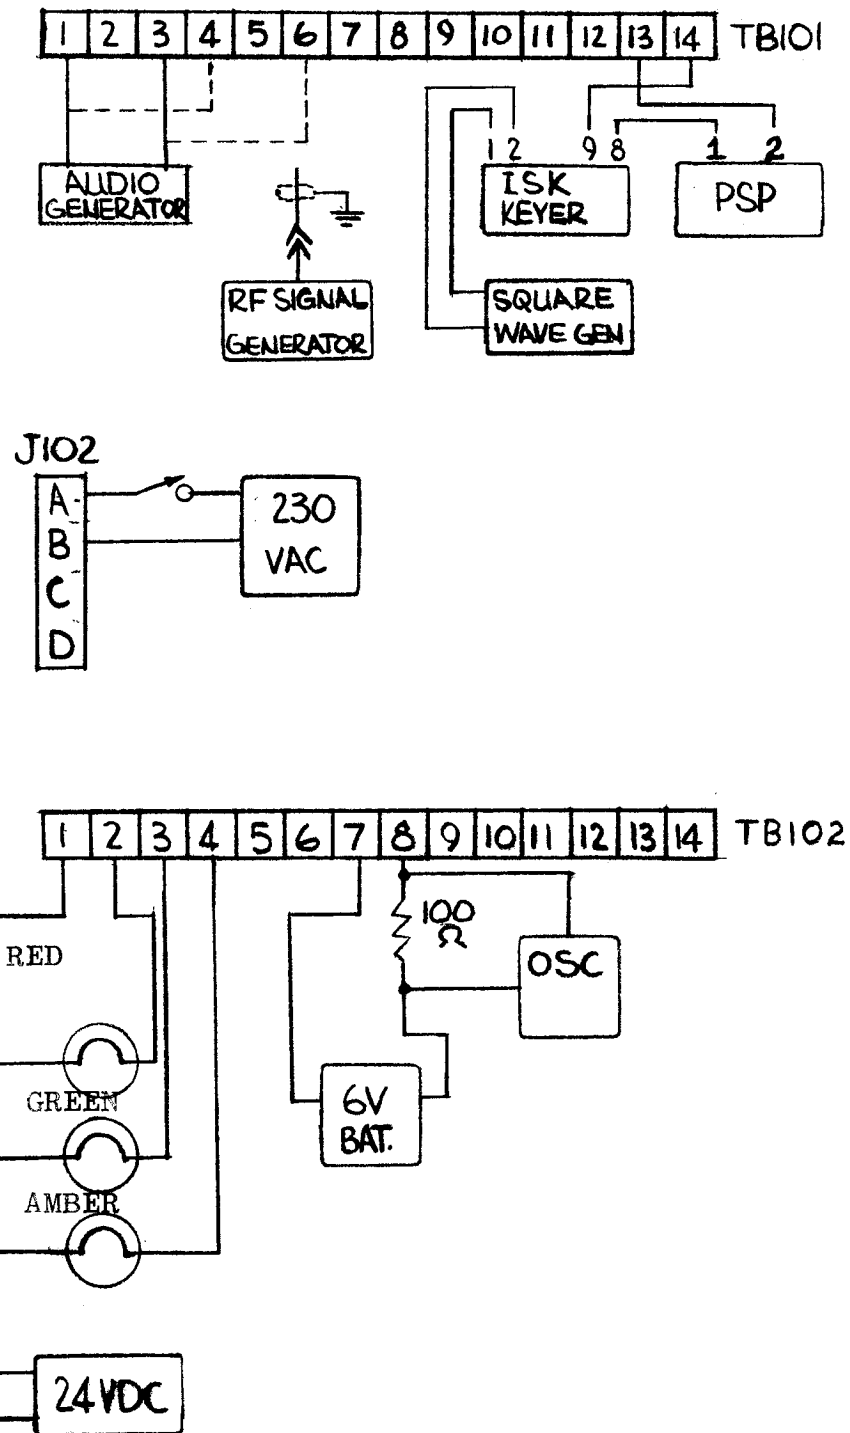 1 2 3 4 5 6 7 8 9 10 11 12 13 14 TB101
1 2 9 8 1 2
AUDIO
GENERATOR
ISK
KEYER
PSP
RF SIGNAL
GENERATOR
SQUARE
WAVE GEN
J102
A
B
C
D
230
VAC
1 2 3 4 5 6 7 8 9 10 11 12 13 14 TB102
100
Ω
RED
OSC
GREEN
6V
BAT.
AMBER
24VDC